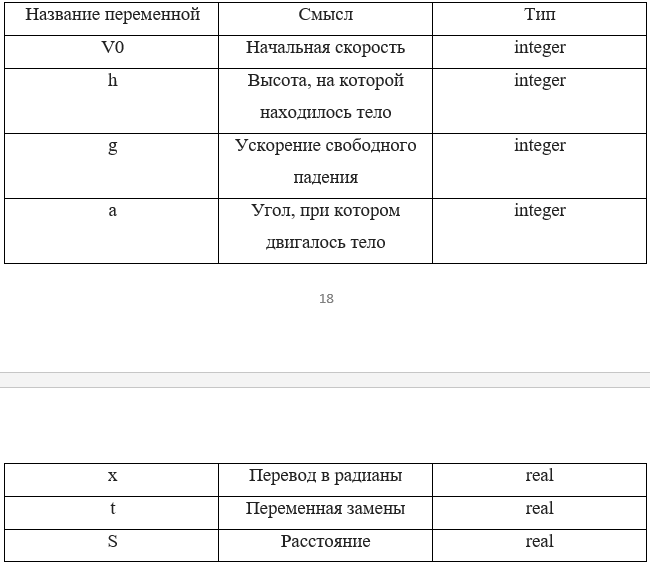 Название переменной Смысл Тип
V0 Начальная скорость integer
h Высота, на которой integer
находилось тело
g Ускорение свободного integer
падения
a Угол, при котором integer
двигалось тело
18
x Перевод в радианы real
t Переменная замены real
S Расстояние real